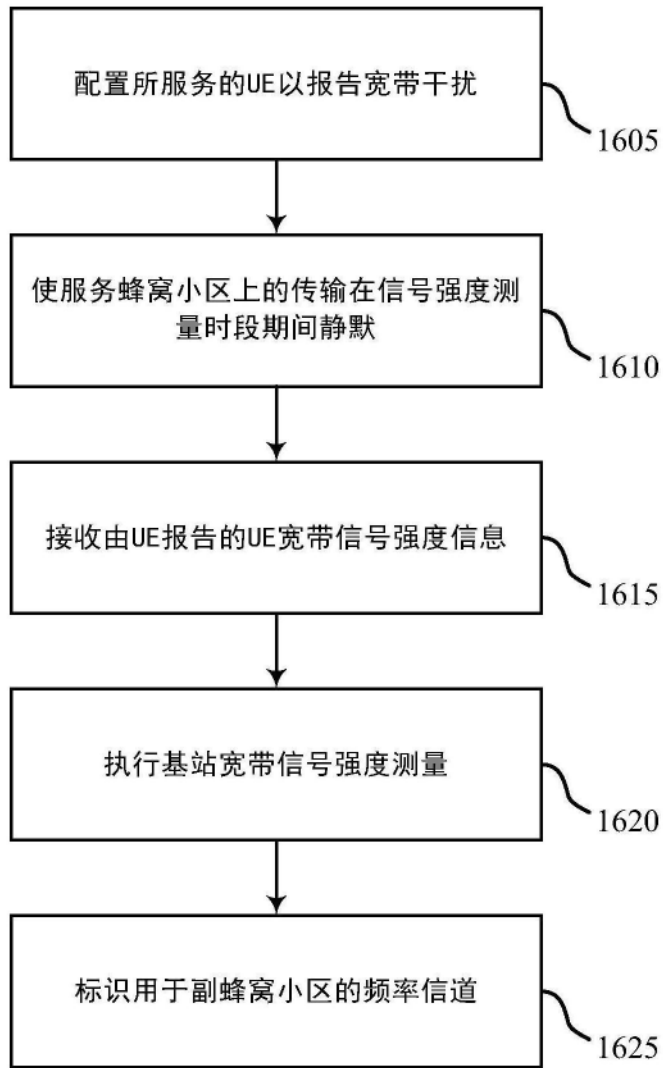 配置所服务的UE以报告宽带干扰
1605
使服务蜂窝小区上的传输在信号强度测
量时段期间静默
1610
接收由UE报告的UE宽带信号强度信息
1615
执行基站宽带信号强度测量
1620
标识用于副蜂窝小区的频率信道
1625